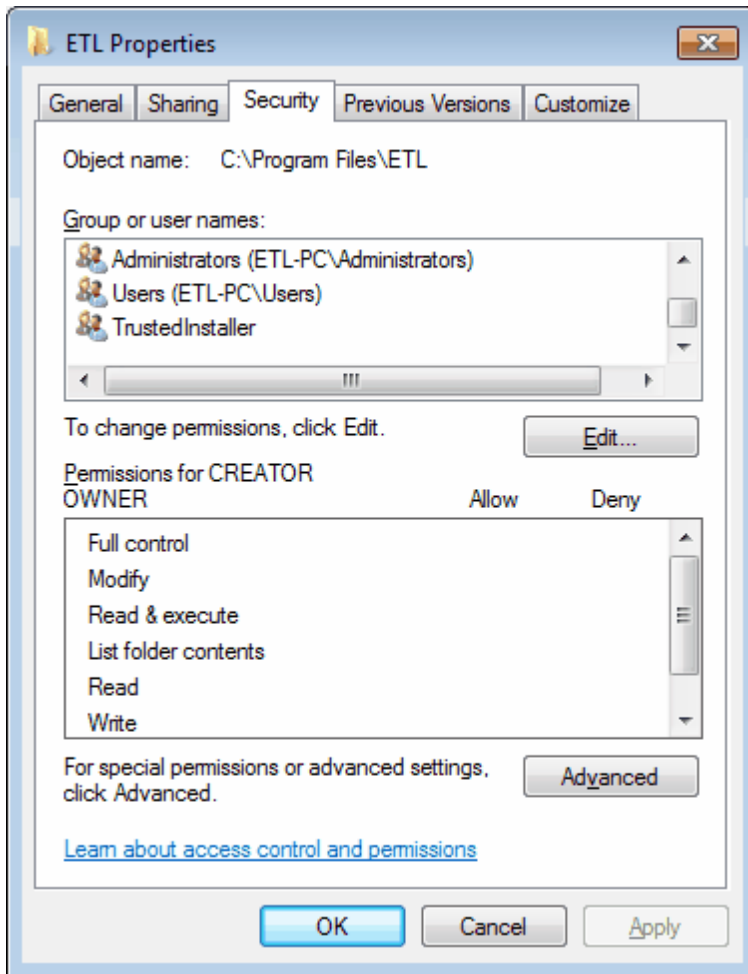 ETL Properties
General Sharing Security Previous Versions Customize
Object name: C:\Program Files\ETL
Group or user names:
Administrators (ETL-PC\Administrators)
Users (ETL-PC\Users)
TrustedInstaller
To change permissions, click Edit.
Edit...
Permissions for CREATOR
OWNER Allow Deny
Full control
Modify
Read & execute
List folder contents
Read
Write
For special permissions or advanced settings,
click Advanced.
Advanced
Learn about access control and permissions
OK Cancel Apply